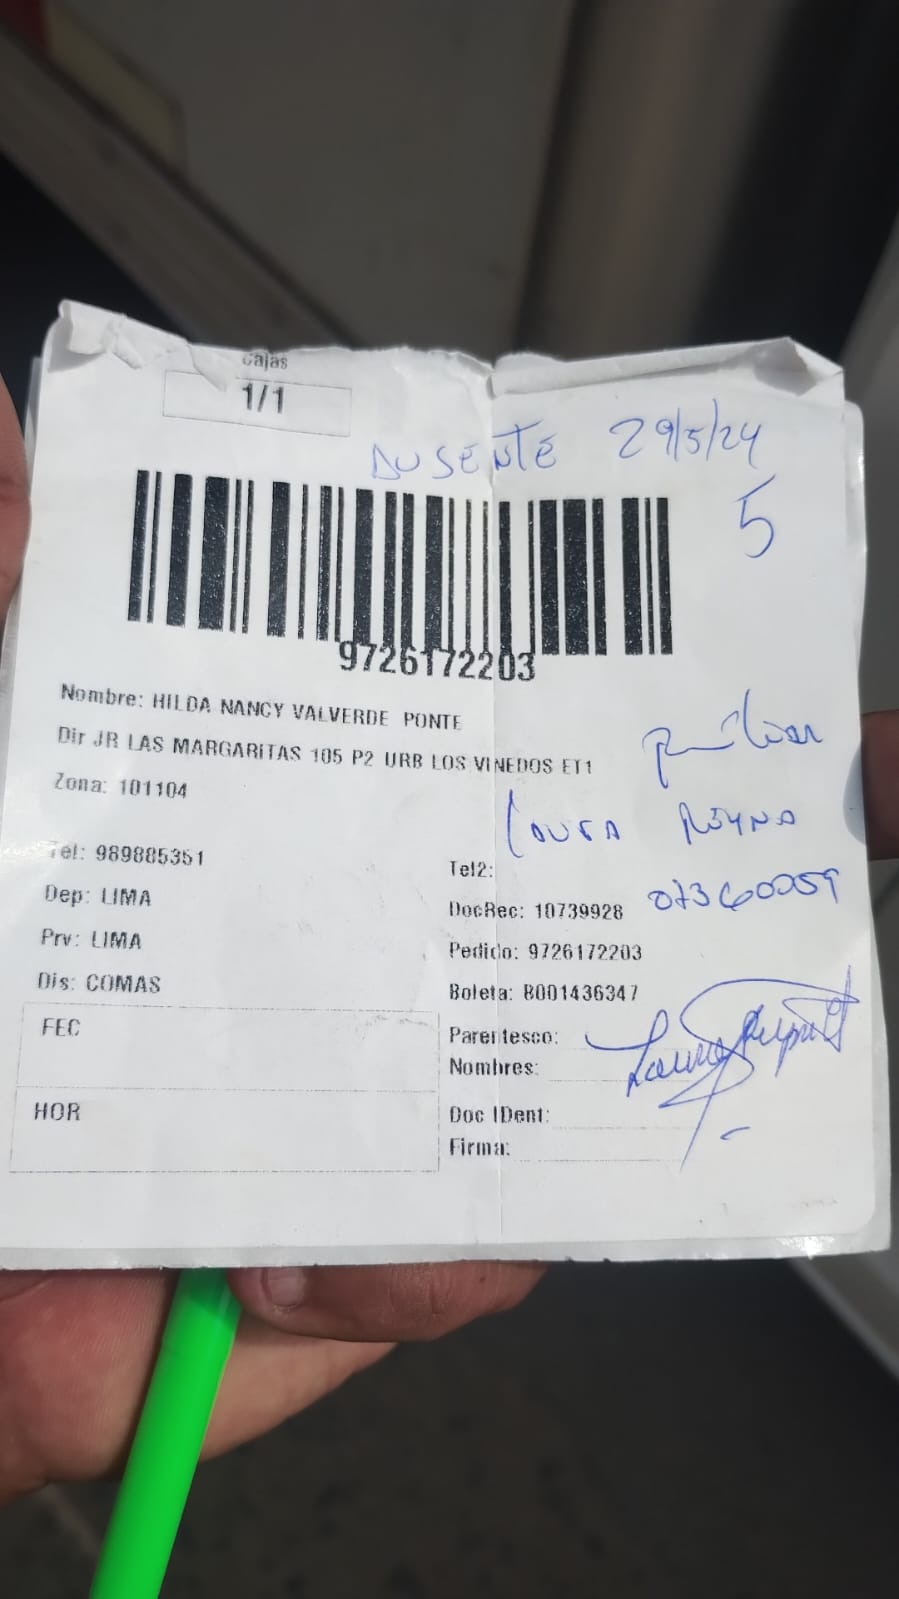 Cajas
1/1
AUSENTE 29/5/24
5
9726172203
Nombre: HILDA NANCY VALVERDE PONTE
Dir JR LAS MARGARITAS 105 P2 URB LOS VINEDOS ET1
Zona: 101104
Familiar
Laura Reyna
07360059
Tel: 989885351
Tel2:
Dep: LIMA
DocRec: 10739928
Prv: LIMA
Pedido: 9726172203
Dis: COMAS
Boleta: B001436347
FEC
Parentesco:
Nombres:
HOR
Doc IDent:
Firma: